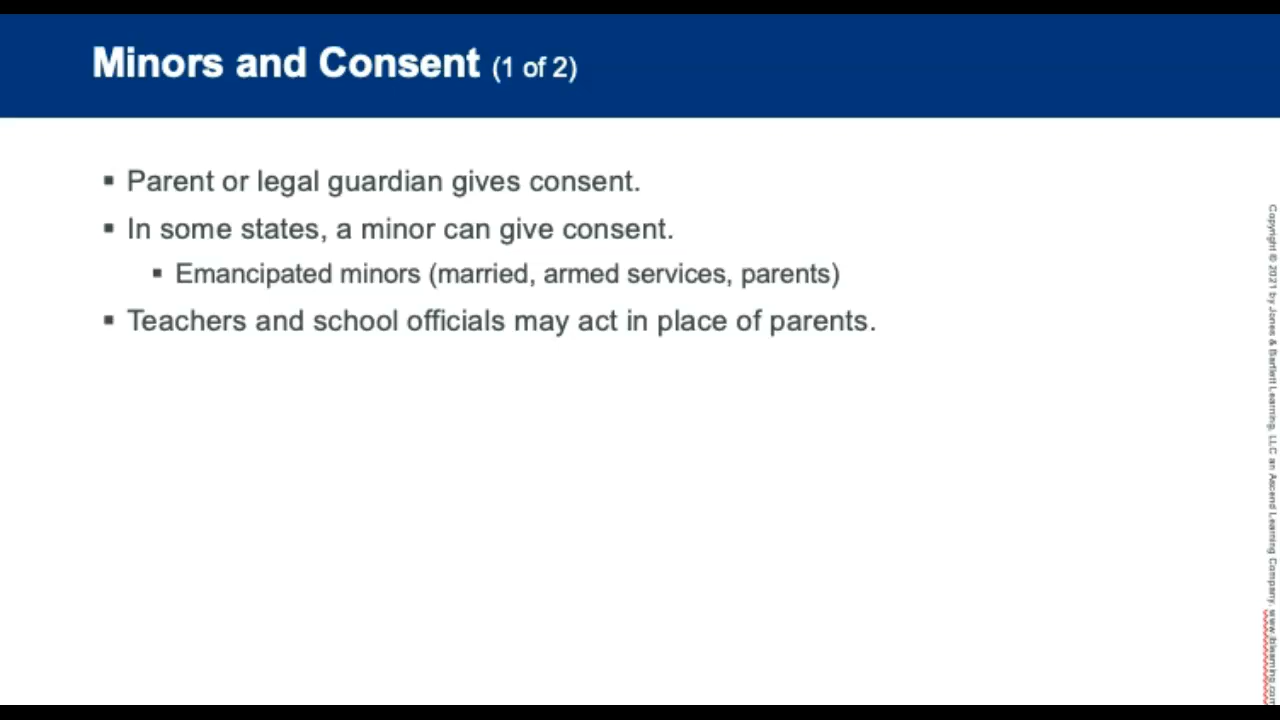 Minors and Consent (1 of 2)
▪ Parent or legal guardian gives consent.
▪ In some states, a minor can give consent.
▪ Emancipated minors (married, armed services, parents)
▪ Teachers and school officials may act in place of parents.
Copyright © 2021 by Jones & Bartlett Learning, LLC an Ascend Learning Company. www.jblearning.com